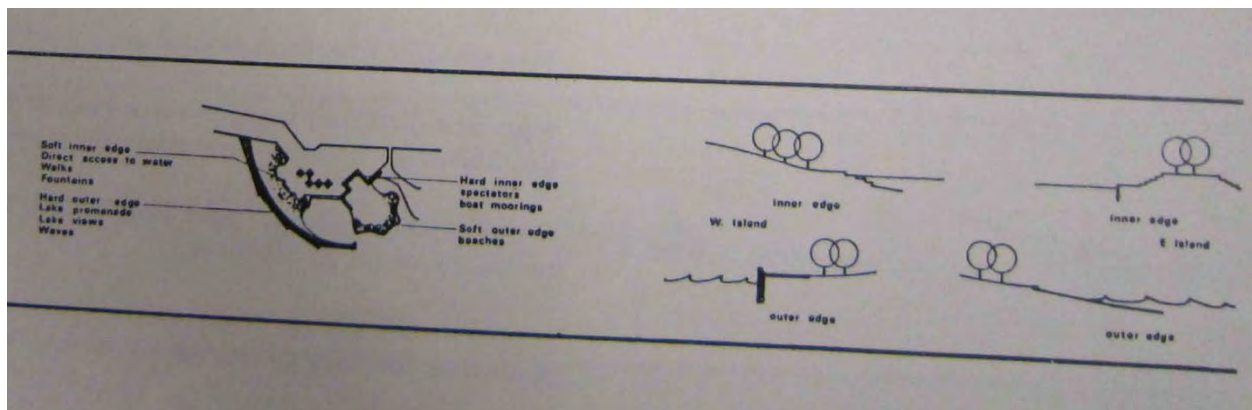 Soft inner edge
Direct access to water
Walks
Fountains
Hard outer edge
Lake promenade
Lake views
Waves
Hard inner edge
spectators
boat moorings
Soft outer edge
beaches
inner edge
W. Island
outer edge
inner edge
E Island
outer edge